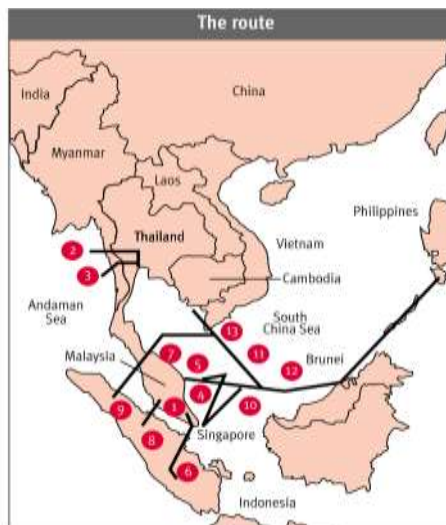 The route
India
China
Myanmar
Laos
Philippines
Thailand
Vietnam
2
Cambodia
3
Andaman
Sea
South
China Sea
13
11
Brunei
7
5
12
Malaysia
4
10
9
1
Singapore
8
6
Indonesia